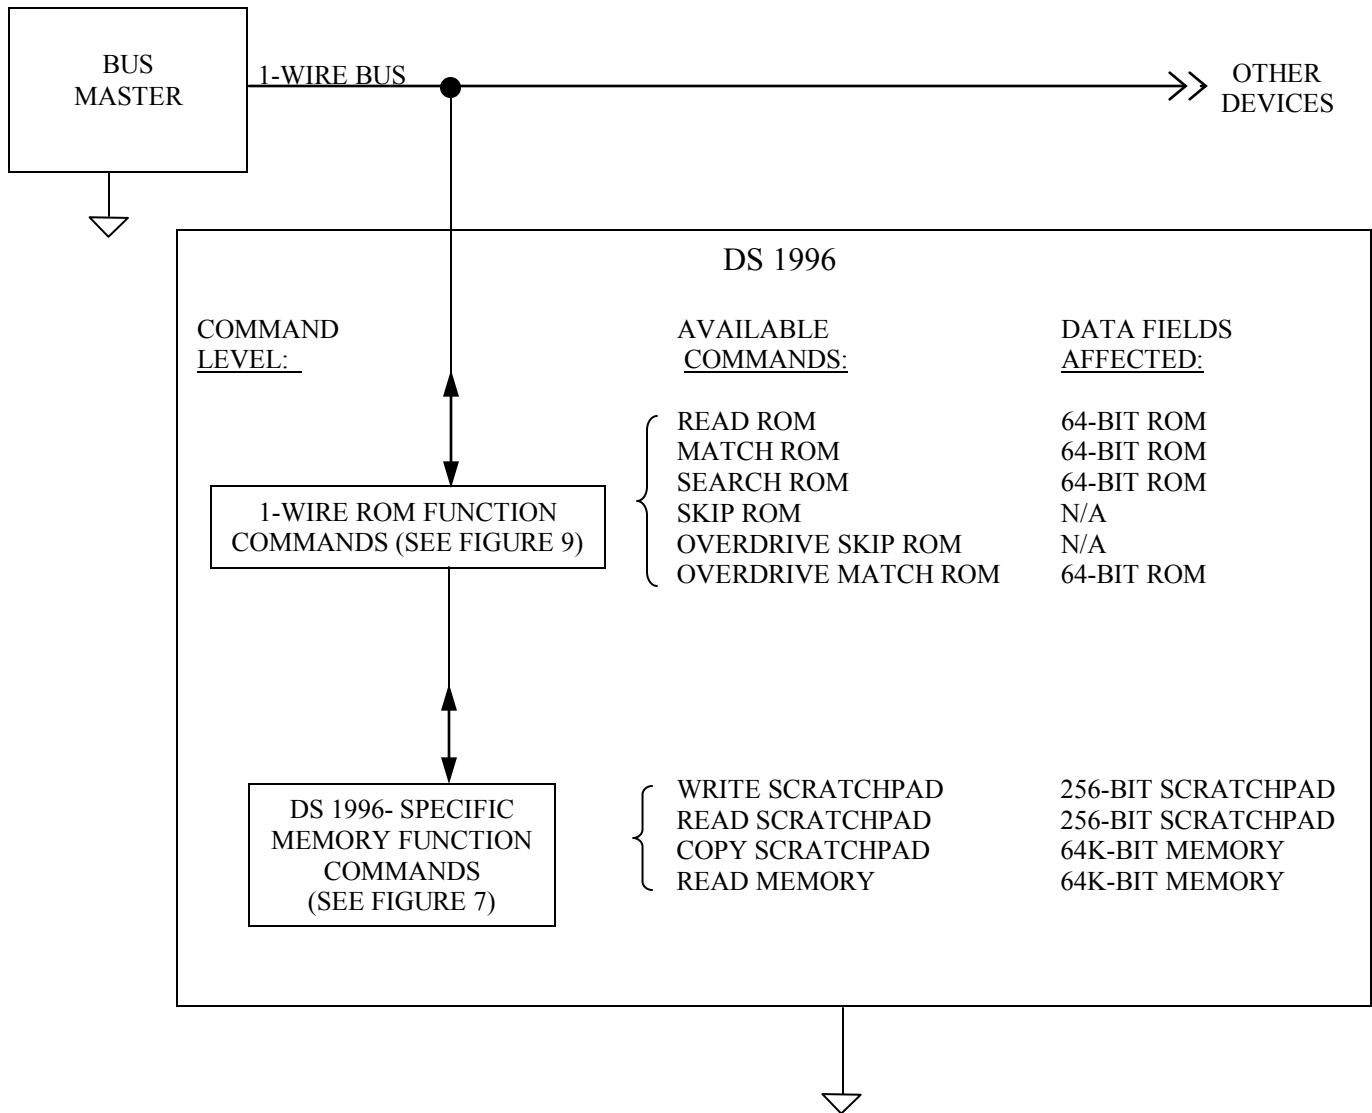 BUS
MASTER
1-WIRE BUS
OTHER
DEVICES
DS 1996
COMMAND
LEVEL:
AVAILABLE
COMMANDS:
DATA FIELDS
AFFECTED:
READ ROM 64-BIT ROM
MATCH ROM 64-BIT ROM
SEARCH ROM 64-BIT ROM
SKIP ROM N/A
OVERDRIVE SKIP ROM N/A
OVERDRIVE MATCH ROM 64-BIT ROM
1-WIRE ROM FUNCTION
COMMANDS (SEE FIGURE 9)
WRITE SCRATCHPAD 256-BIT SCRATCHPAD
READ SCRATCHPAD 256-BIT SCRATCHPAD
COPY SCRATCHPAD 64K-BIT MEMORY
READ MEMORY 64K-BIT MEMORY
DS 1996- SPECIFIC
MEMORY FUNCTION
COMMANDS
(SEE FIGURE 7)